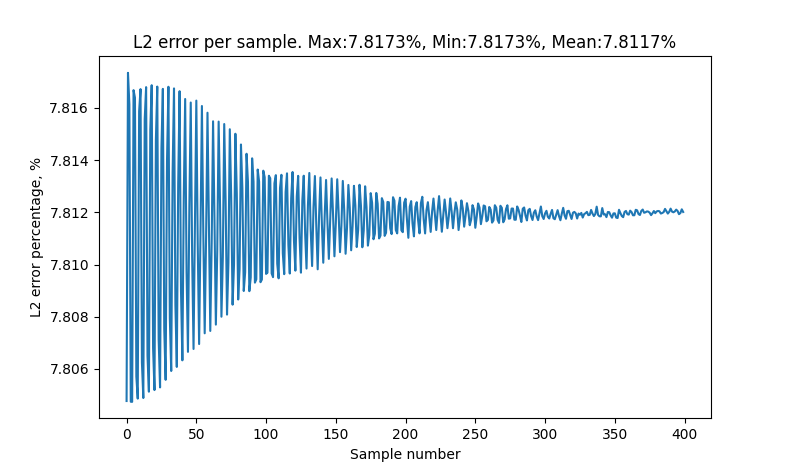 L2 error per sample. Max:7.8173%, Min:7.8173%, Mean:7.8117%
L2 error percentage, %
7.816
7.814
7.812
7.810
7.808
7.806
0 50 100 150 200 250 300 350 400
Sample number